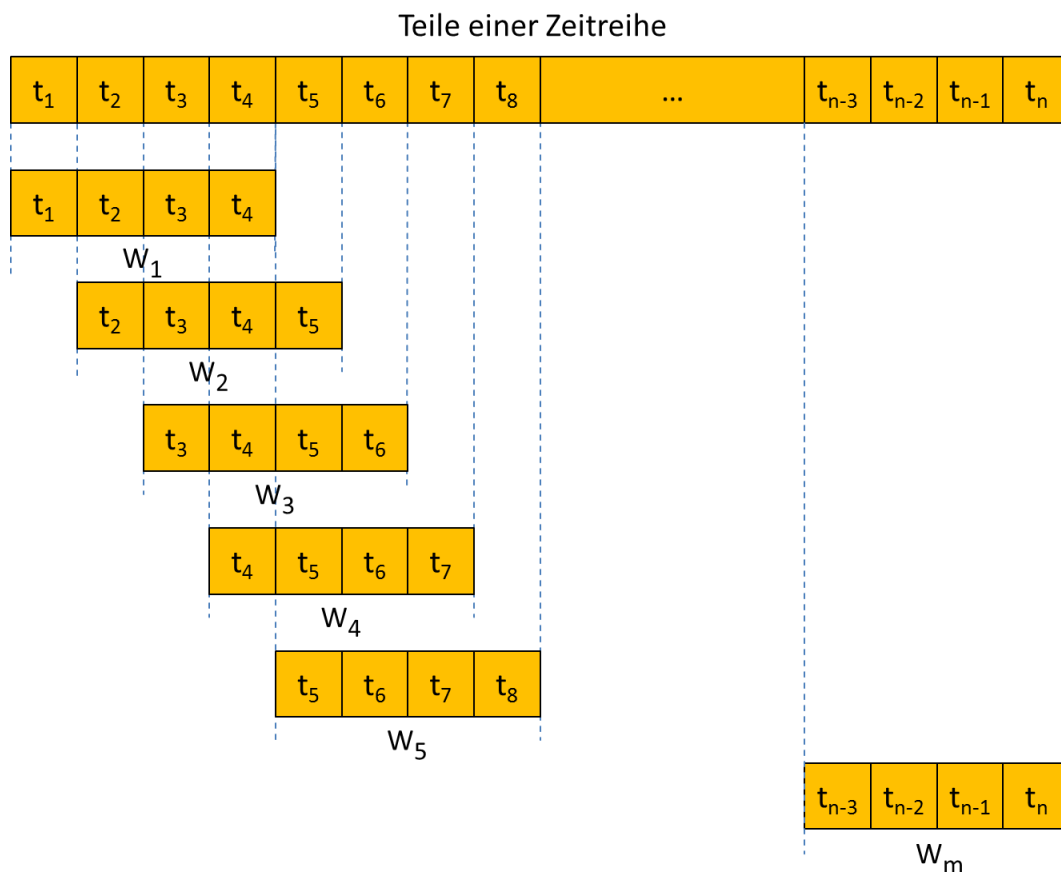 Teile einer Zeitreihe
t₁ t₂ t₃ t₄ t₅ t₆ t₇ t₈ ... tₙ₋₃ tₙ₋₂ tₙ₋₁ tₙ
t₁ t₂ t₃ t₄
W₁
t₂ t₃ t₄ t₅
W₂
t₃ t₄ t₅ t₆
W₃
t₄ t₅ t₆ t₇
W₄
t₅ t₆ t₇ t₈
W₅
tₙ₋₃ tₙ₋₂ tₙ₋₁ tₙ
Wₘ